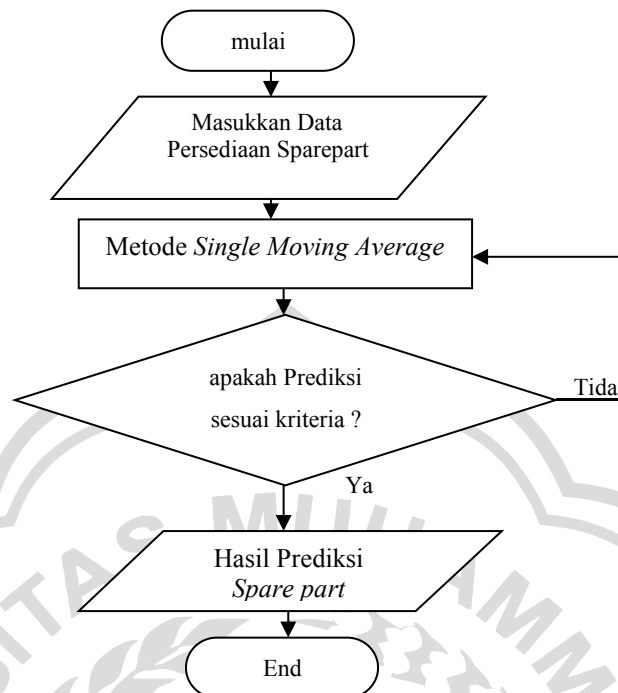 mulai
Masukkan Data
Persediaan Sparepart
Metode Single Moving Average
apakah Prediksi
sesuai kriteria ?
Tida
Ya
Hasil Prediksi
Spare part
End